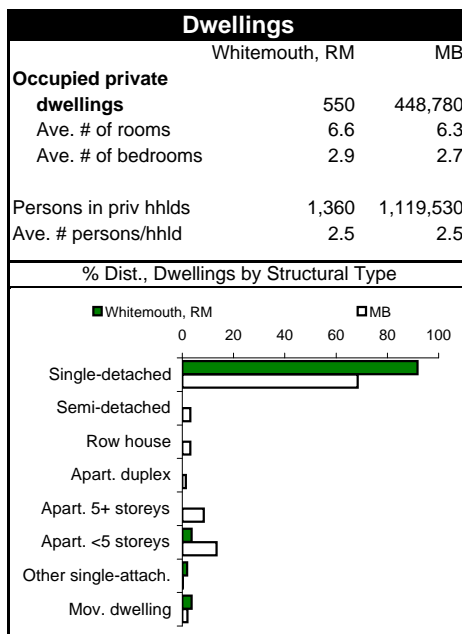 Dwellings
Whitemouth, RM MB
Occupied private
dwellings 550 448,780
Ave. # of rooms 6.6 6.3
Ave. # of bedrooms 2.9 2.7
Persons in priv hhlds 1,360 1,119,530
Ave. # persons/hhld 2.5 2.5
% Dist., Dwellings by Structural Type
Whitemouth, RM MB
0 20 40 60 80 100
Single-detached
Semi-detached
Row house
Apart. duplex
Apart. 5+ storeys
Apart. <5 storeys
Other single-attach.
Mov. dwelling